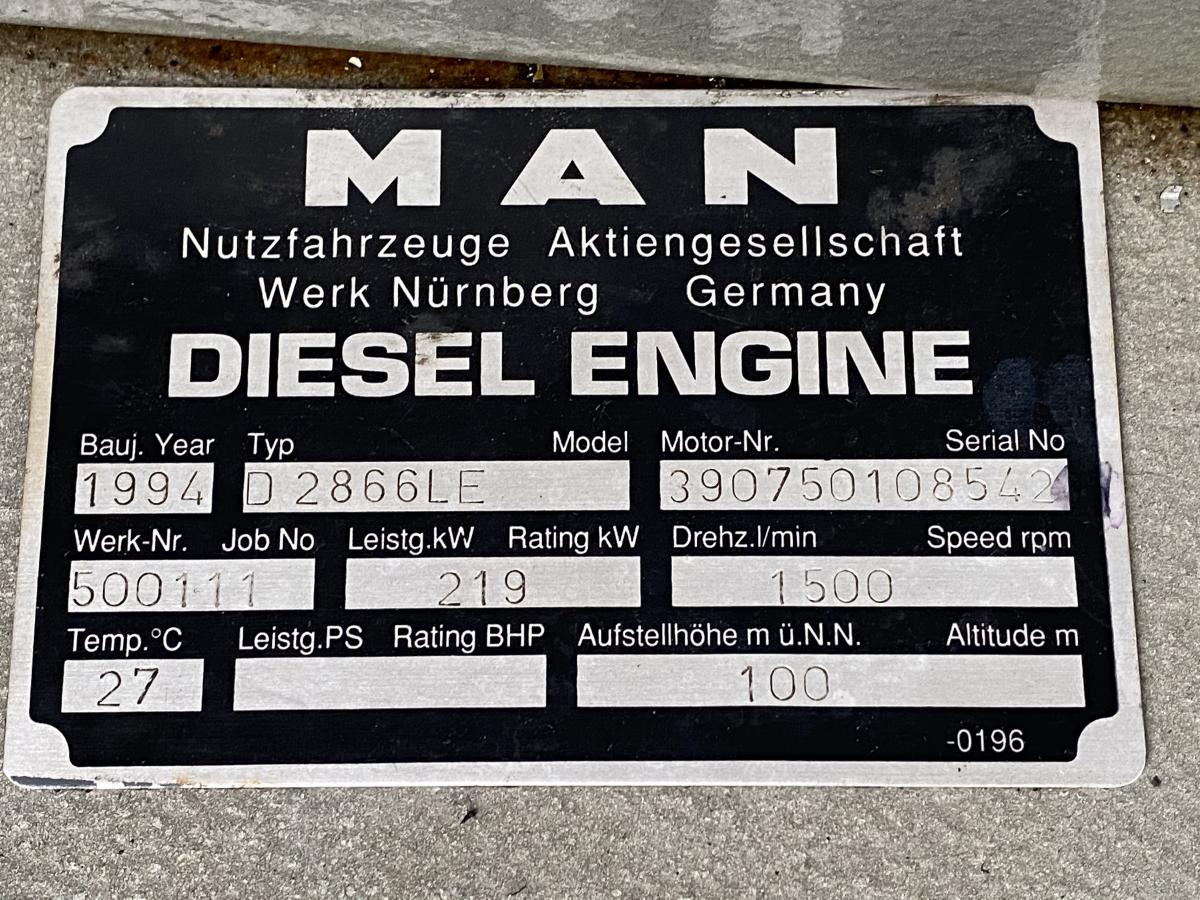 MAN
Nutzfahrzeuge Aktiengesellschaft
Werk Nürnberg Germany
DIESEL ENGINE
Bauj. Year Typ Model Motor-Nr. Serial No
1994 D 2866LE 390750108542
Werk-Nr. Job No Leistg.kW Rating kW Drehz.l/min Speed rpm
500111 219 1500
Temp.°C Leistg.PS Rating BHP Aufstellhöhe m ü.N.N. Altitude m
27 100
-0196